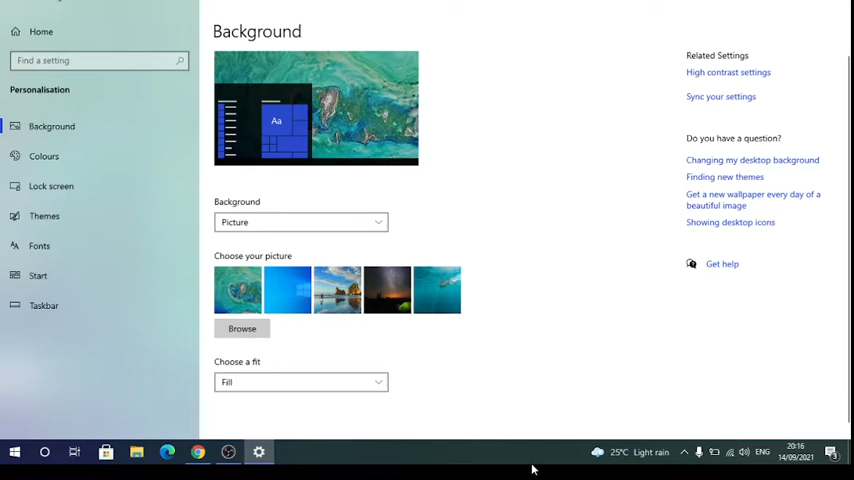 Home
Find a setting
Personalisation
Background
Colours
Lock screen
Themes
Fonts
Start
Taskbar
Background
Aa
Background
Picture
Choose your picture
Browse
Choose a fit
Fill
Related Settings
High contrast settings
Sync your settings
Do you have a question?
Changing my desktop background
Finding new themes
Get a new wallpaper every day of a
beautiful image
Showing desktop icons
Get help
25°C Light rain
ENG
20:16
14/09/2021
3